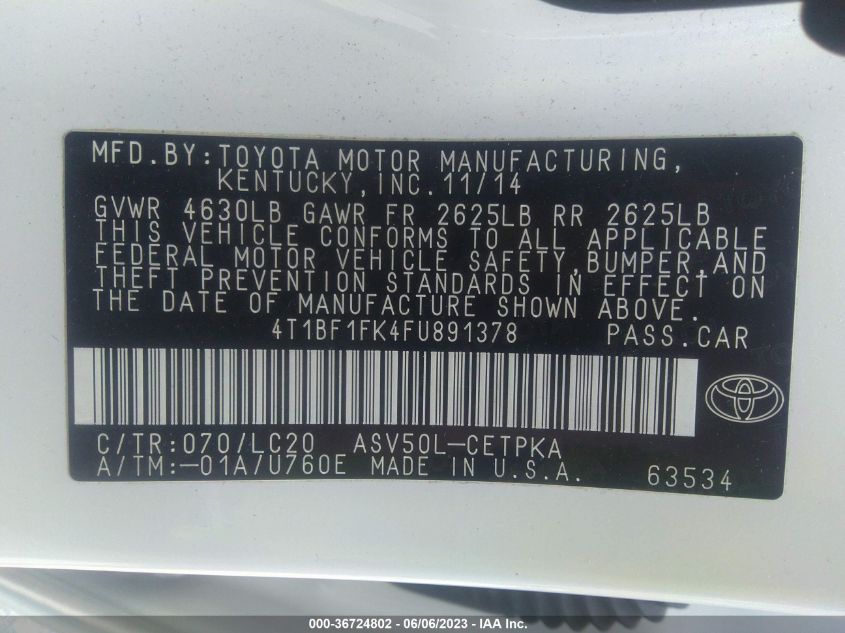 MFD.BY:TOYOTA MOTOR MANUFACTURING,
KENTUCKY,INC.11/14
GVWR 4630LB GAWR FR 2625LB RR 2625LB
THIS VEHICLE CONFORMS TO ALL APPLICABLE
FEDERAL MOTOR VEHICLE SAFETY,BUMPER,AND
THEFT PREVENTION STANDARDS IN EFFECT ON
THE DATE OF MANUFACTURE SHOWN ABOVE.
4T1BF1FK4FU891378 PASS.CAR
C/TR:070/LC20 ASV50L-CETPKA
A/TM:-01A/U760E MADE IN U.S.A. 63534
000-36724802 - 06/06/2023 - IAA Inc.